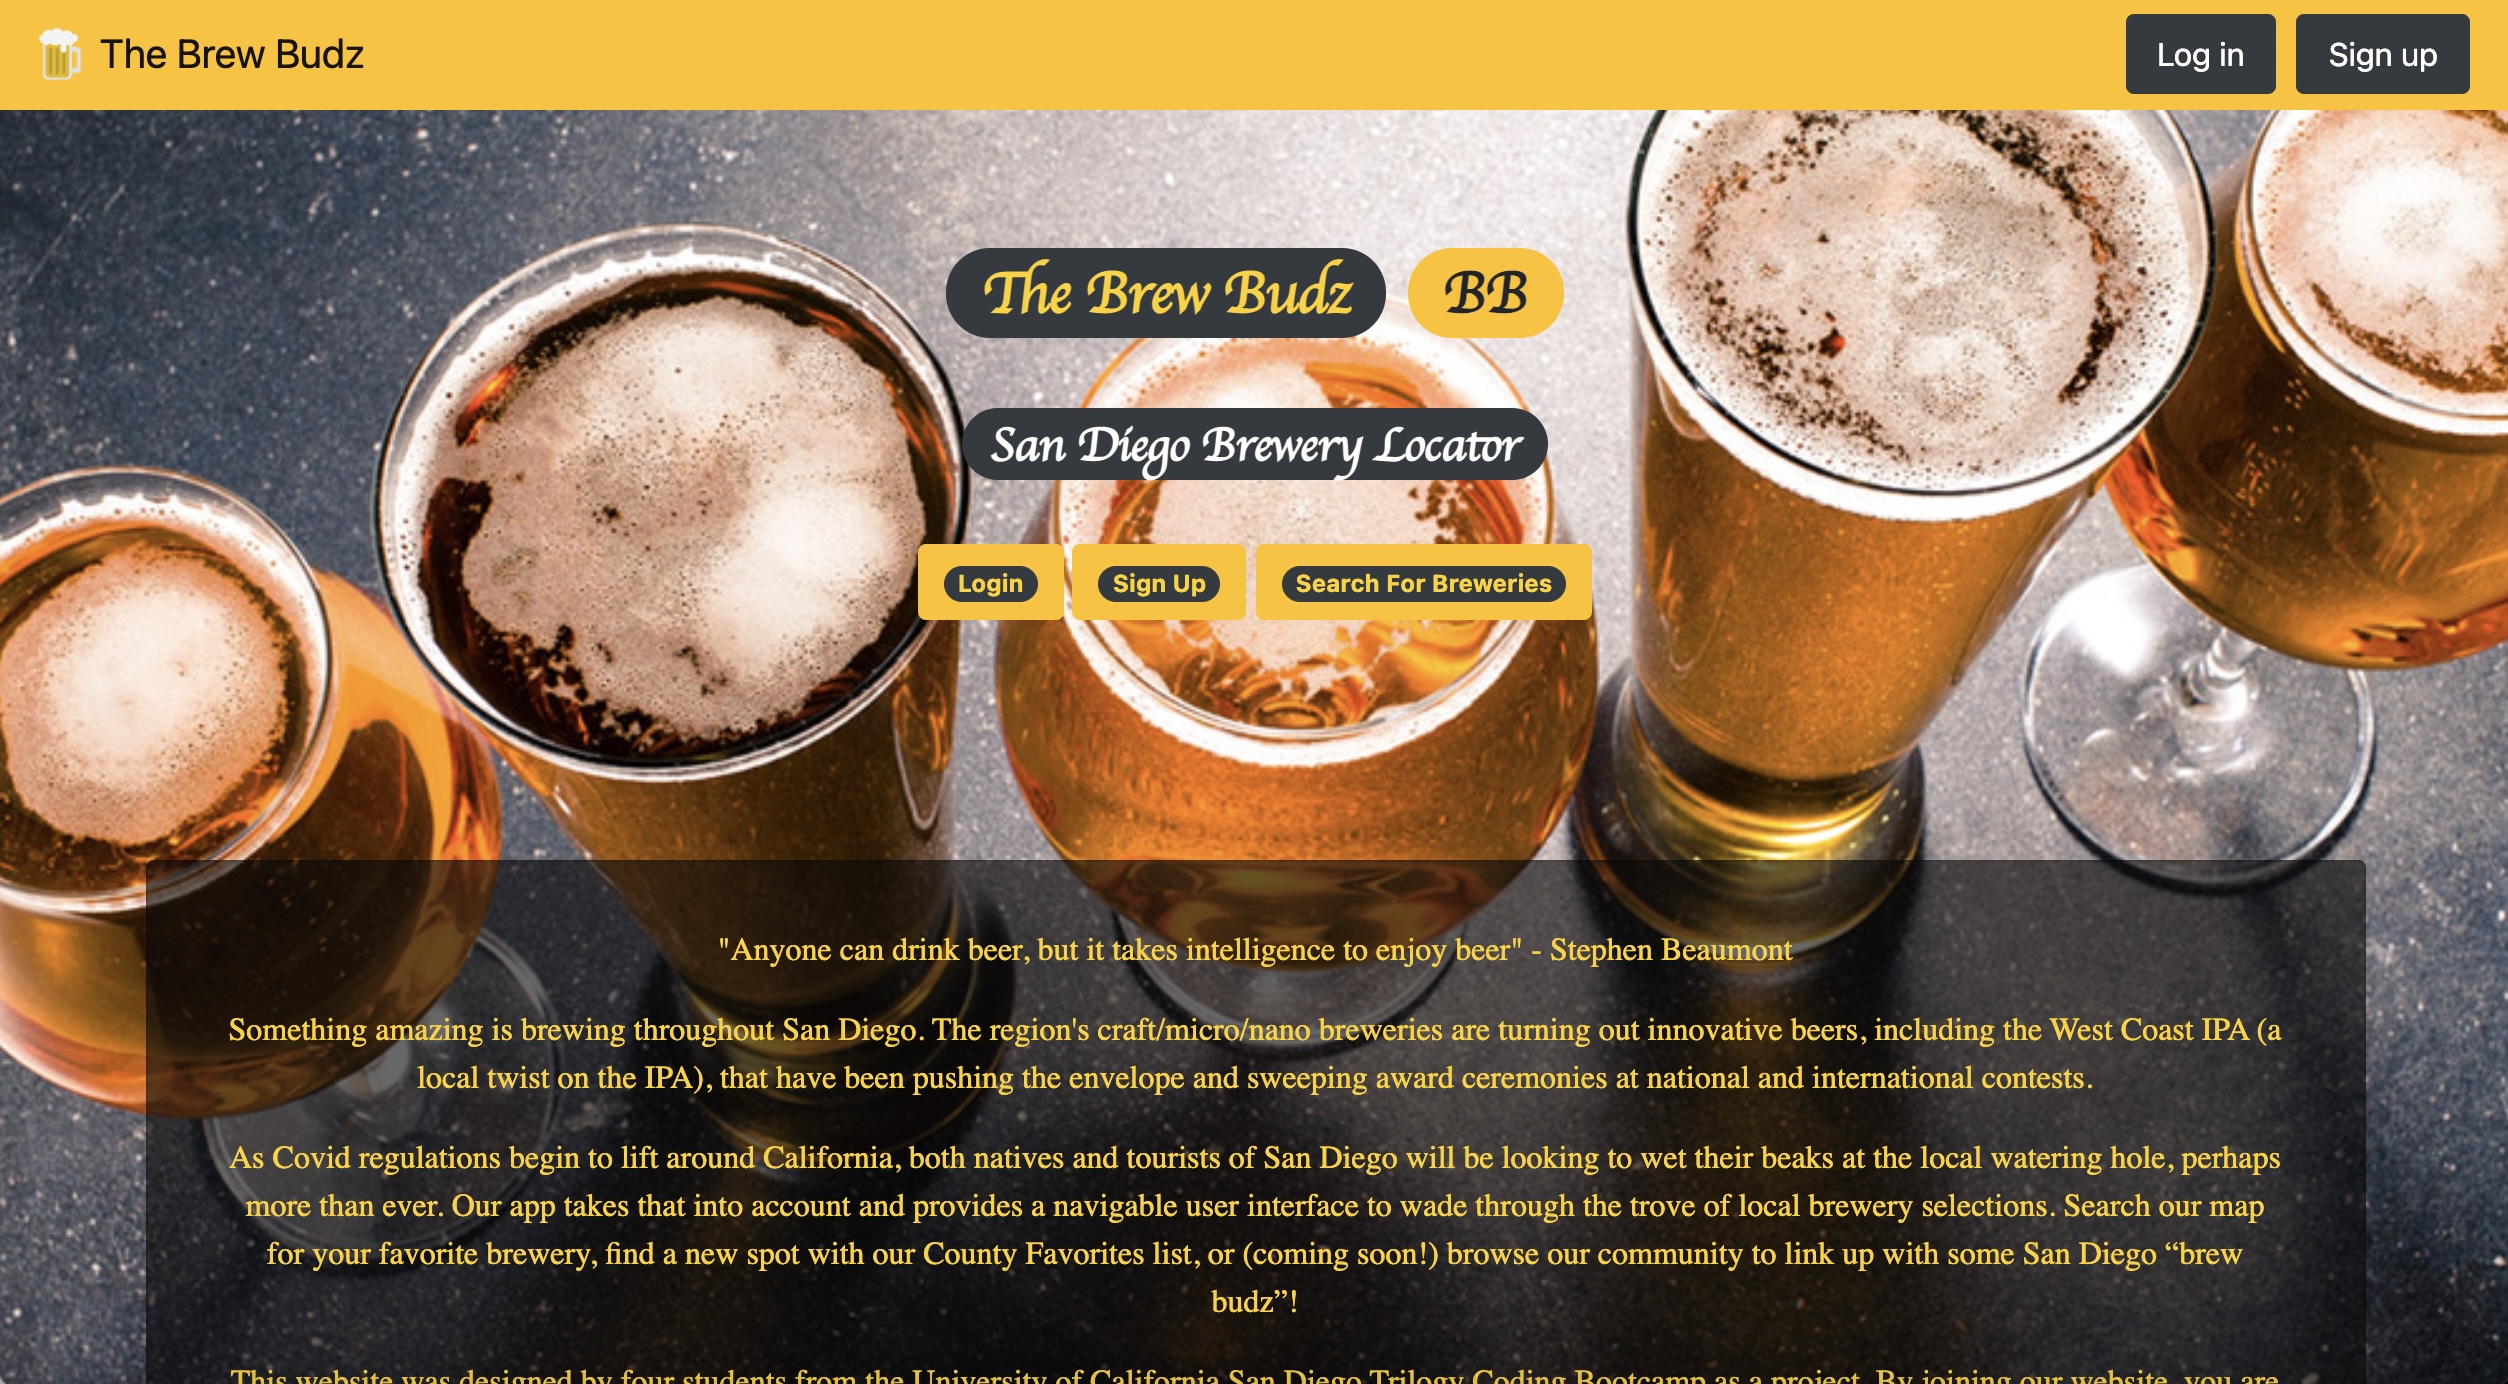 The Brew Budz
Log in
Sign up
The Brew Budz
BB
San Diego Brewery Locator
Login
Sign Up
Search For Breweries
"Anyone can drink beer, but it takes intelligence to enjoy beer" - Stephen Beaumont
Something amazing is brewing throughout San Diego. The region's craft/micro/nano breweries are turning out innovative beers, including the West Coast IPA (a
local twist on the IPA), that have been pushing the envelope and sweeping award ceremonies at national and international contests.
As Covid regulations begin to lift around California, both natives and tourists of San Diego will be looking to wet their beaks at the local watering hole, perhaps
more than ever. Our app takes that into account and provides a navigable user interface to wade through the trove of local brewery selections. Search our map
for your favorite brewery, find a new spot with our County Favorites list, or (coming soon!) browse our community to link up with some San Diego “brew
budz”!
This website was designed by four students from the University of California San Diego Trilogy Coding Bootcamp as a project. By joining our website, you are